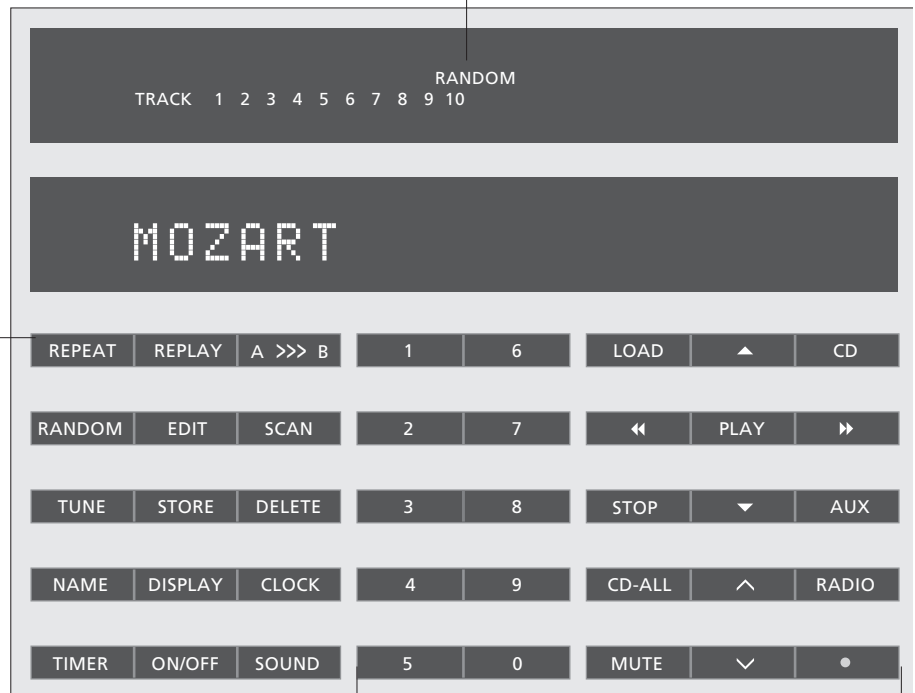 RANDOM
TRACK 1 2 3 4 5 6 7 8 9 10
MOZART
REPEAT REPLAY A >>> B 1 6 LOAD CD
RANDOM EDIT SCAN 2 7 PLAY
TUNE STORE DELETE 3 8 STOP AUX
NAME DISPLAY CLOCK 4 9 CD-ALL RADIO
TIMER ON/OFF SOUND 5 0 MUTE